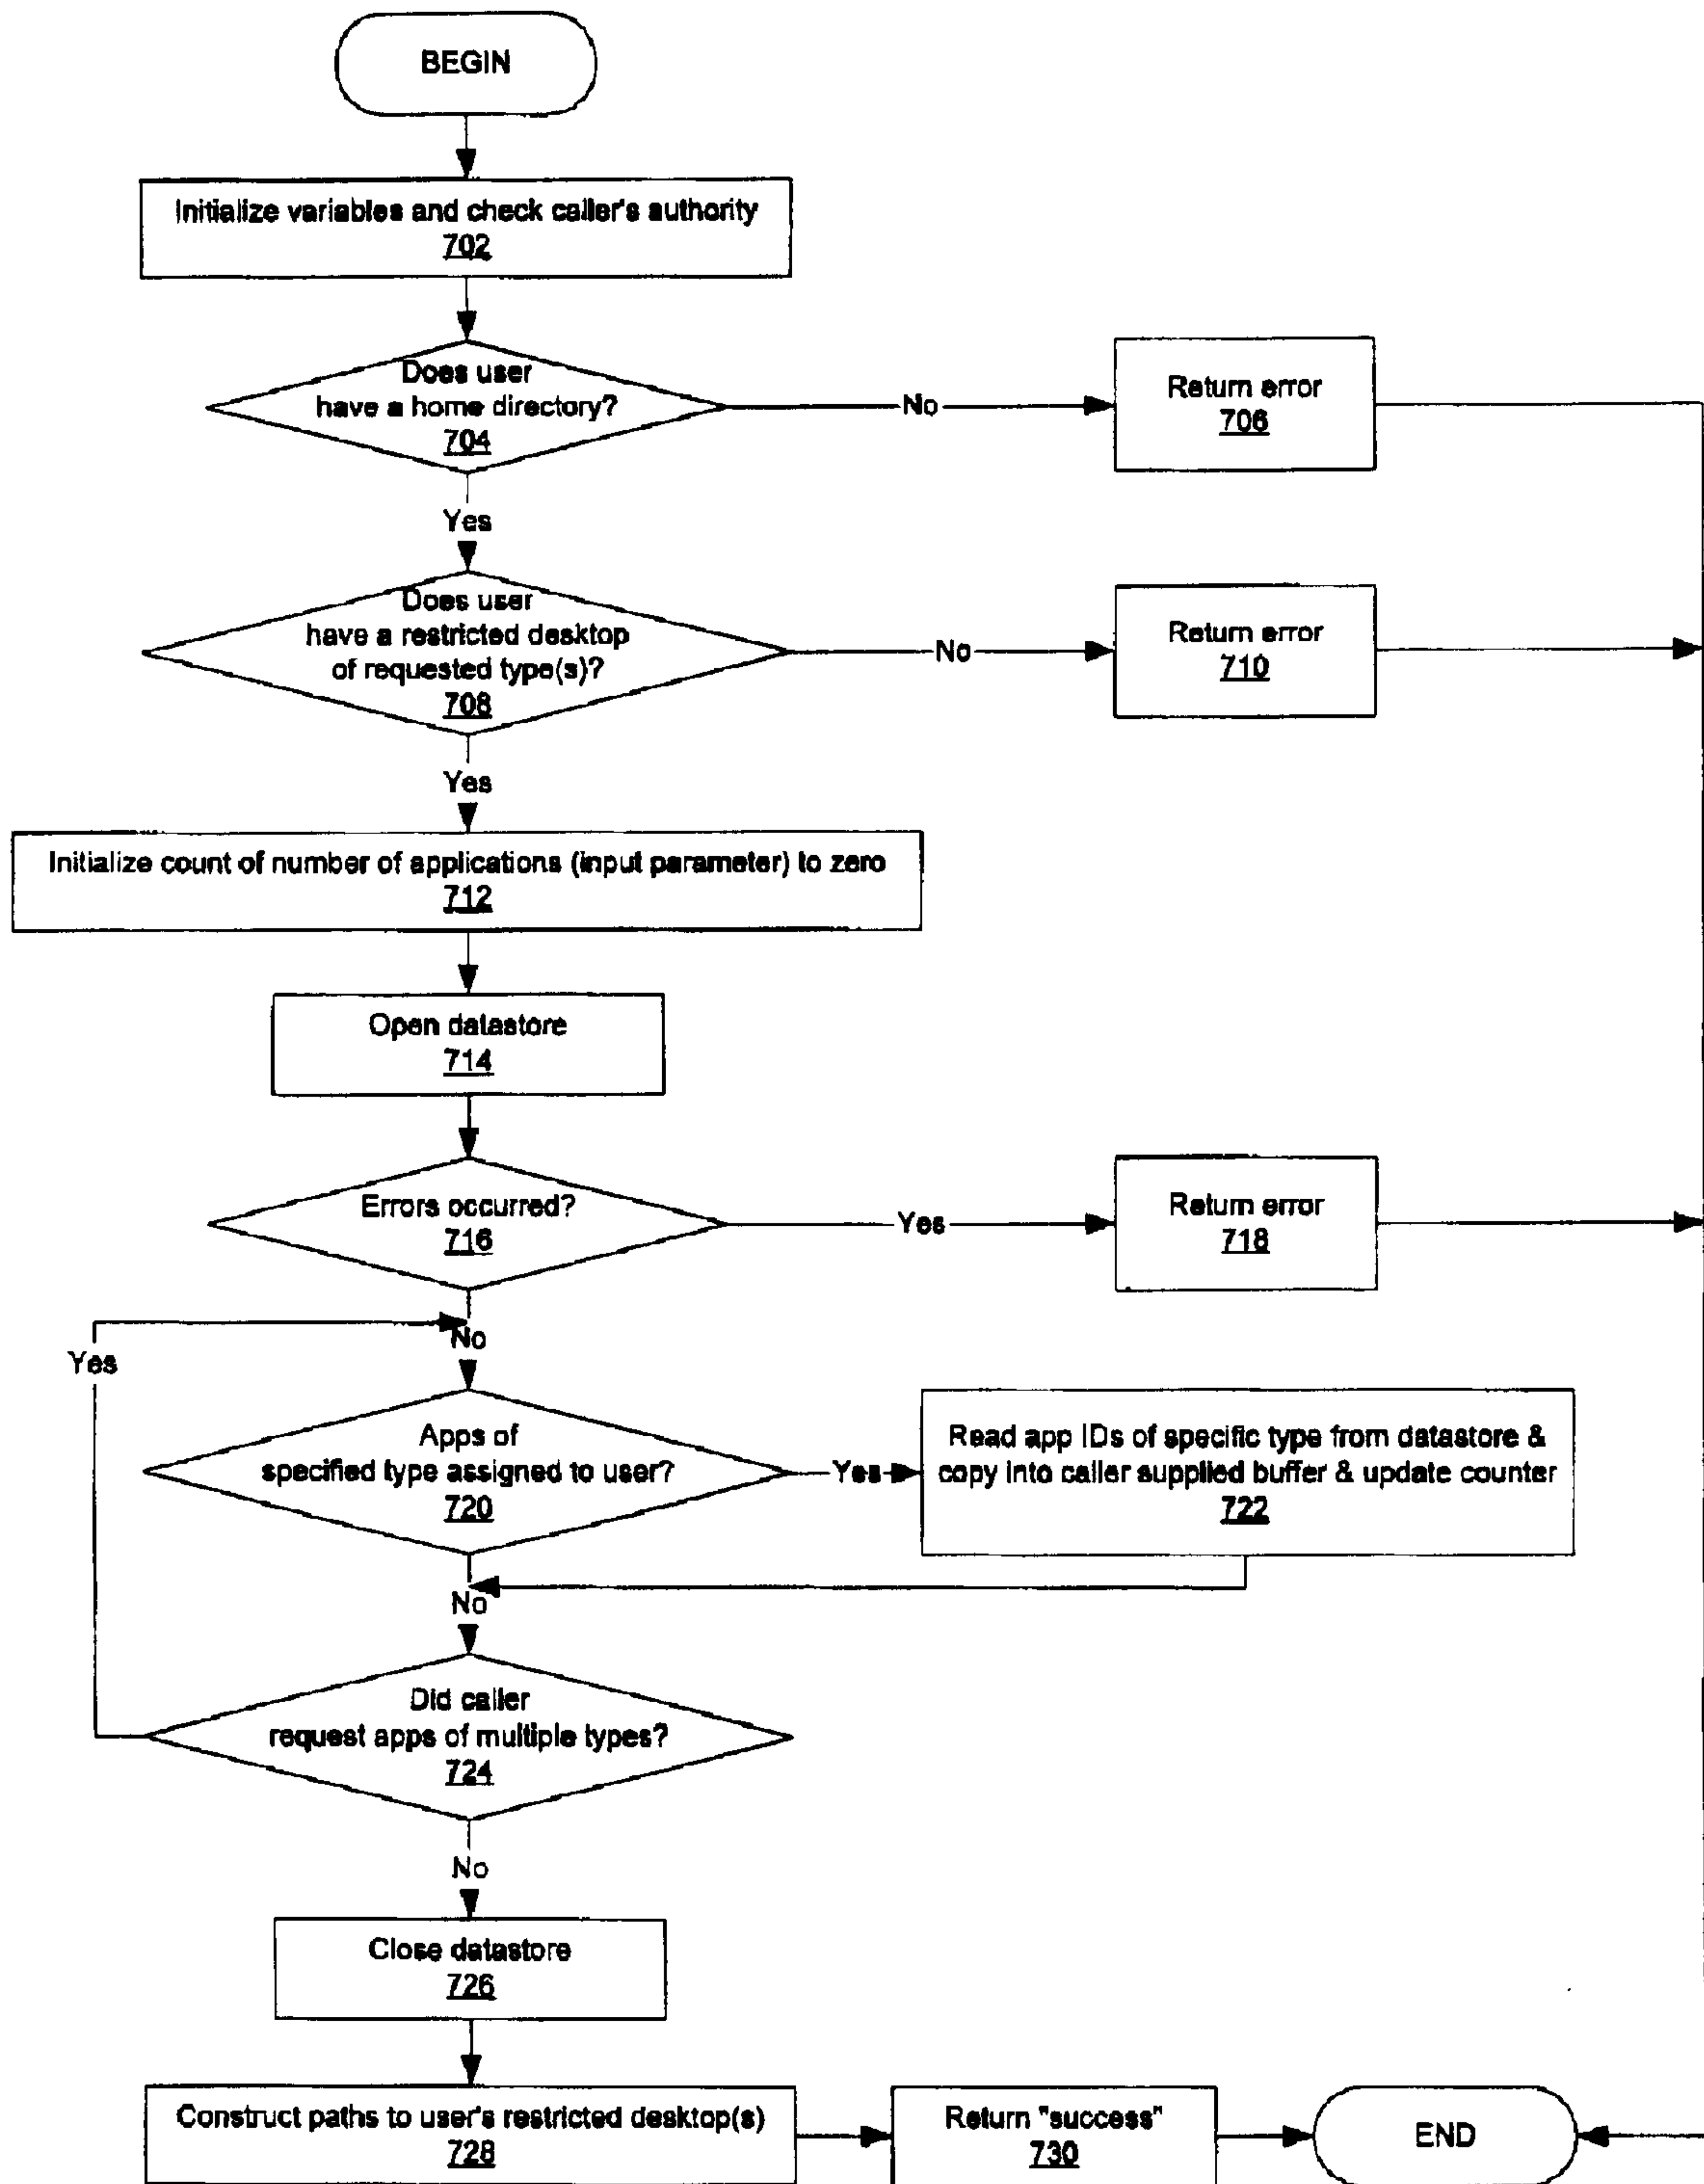 BEGIN
Initialize variables and check caller's authority
702
Does user
have a home directory?
704
No
Return error
706
Yes
Does user
have a restricted desktop
of requested type(s)?
708
No
Return error
710
Yes
Initialize count of number of applications (input parameter) to zero
712
Open datastore
714
Errors occurred?
716
Yes
Return error
718
No
Yes
Apps of
specified type assigned to user?
720
Yes
Read app IDs of specific type from datastore &
copy into caller supplied buffer & update counter
722
No
Did caller
request apps of multiple types?
724
No
Close datastore
726
Construct paths to user's restricted desktop(s)
728
Return "success"
730
END